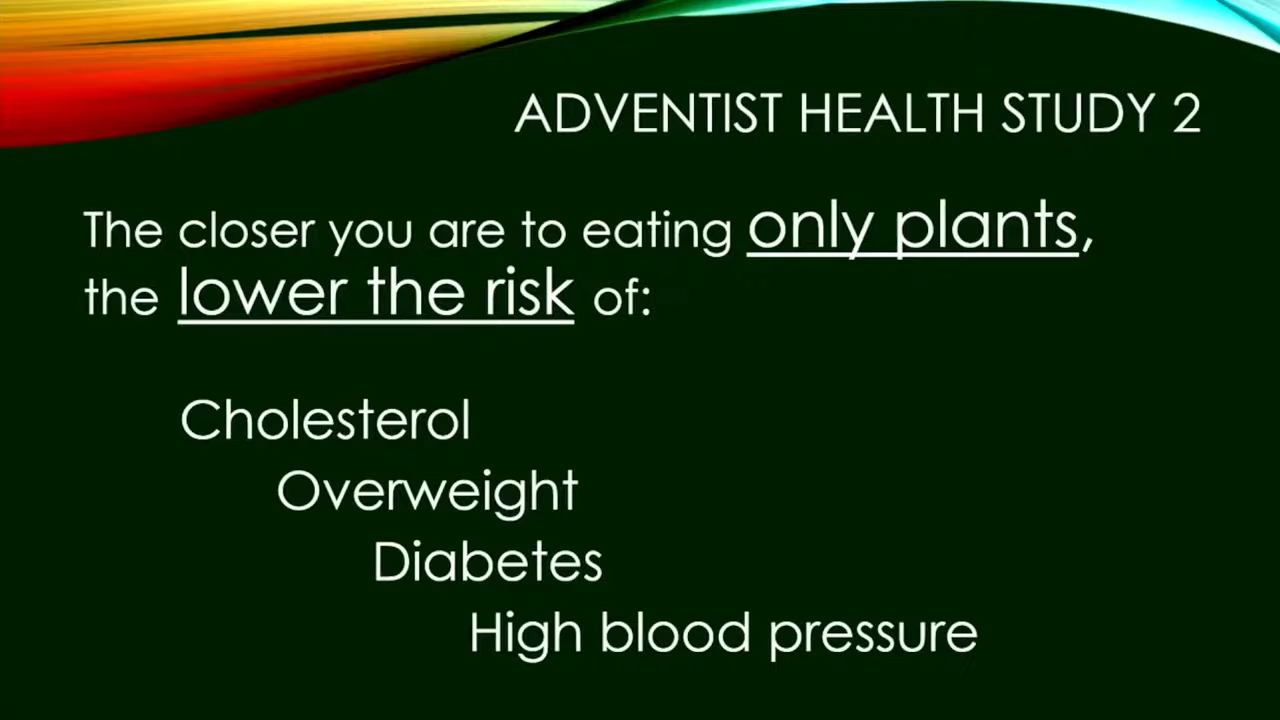 ADVENTIST HEALTH STUDY 2
The closer you are to eating only plants,
the lower the risk of:
Cholesterol
Overweight
Diabetes
High blood pressure